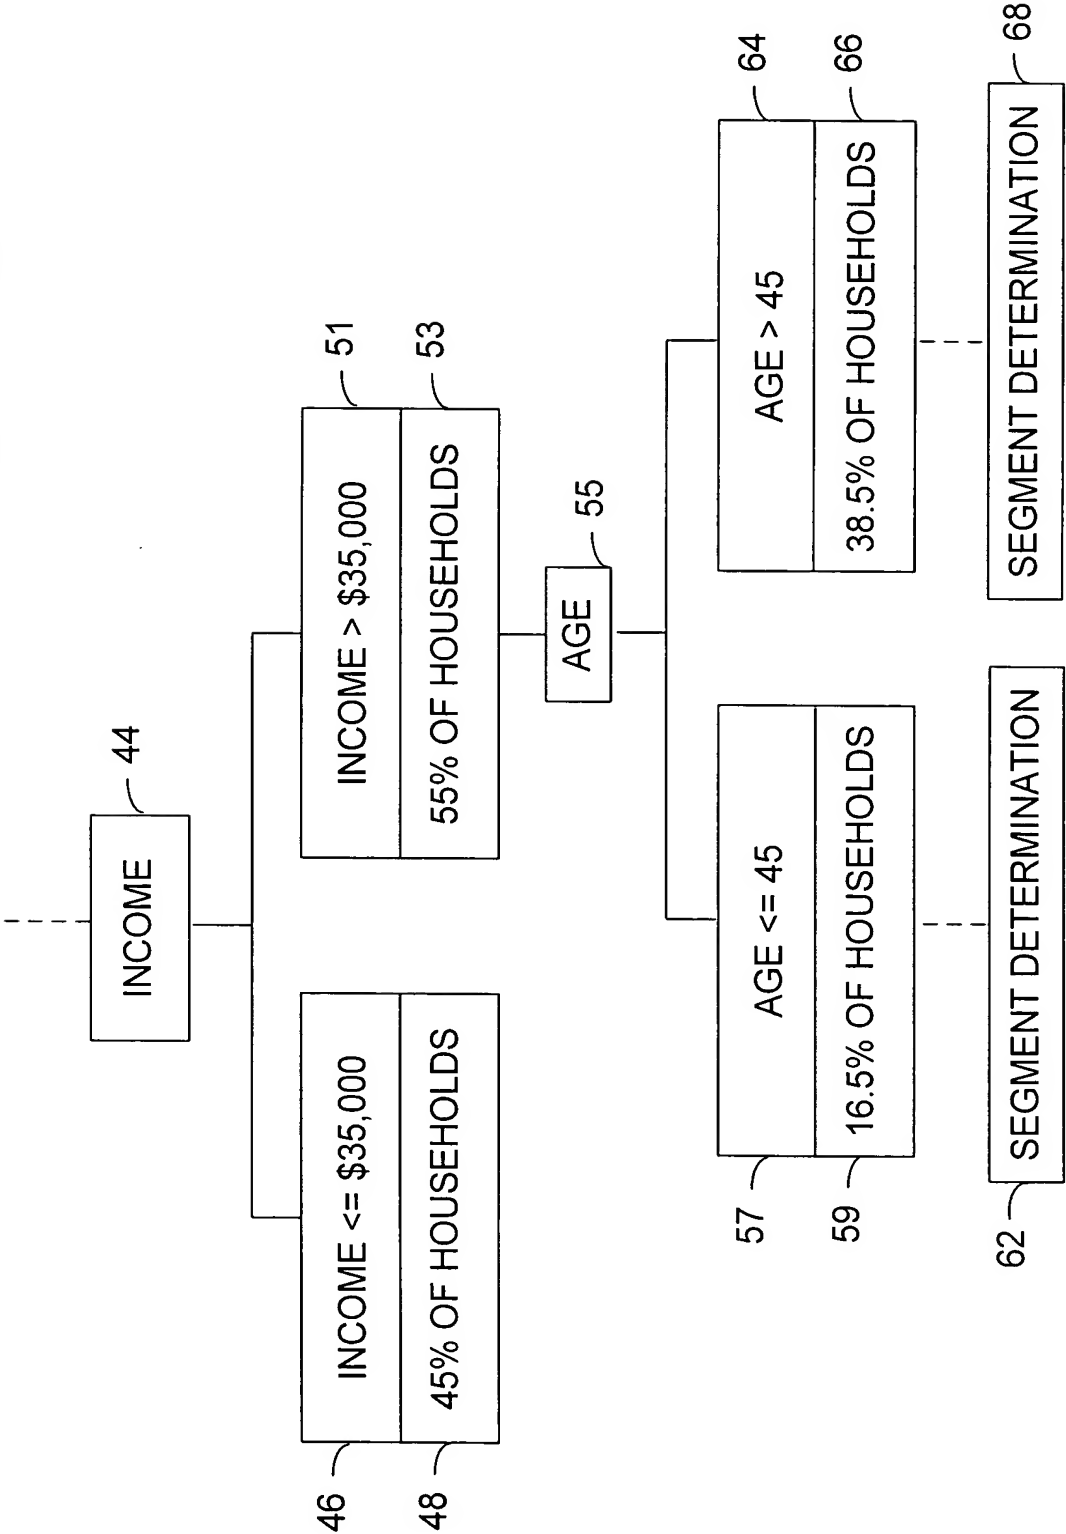 INCOME
44
INCOME <= $35,000
45% OF HOUSEHOLDS
46
48
INCOME > $35,000
55% OF HOUSEHOLDS
51
53
AGE
55
AGE <= 45
16.5% OF HOUSEHOLDS
57
59
AGE > 45
38.5% OF HOUSEHOLDS
64
66
SEGMENT DETERMINATION
62
SEGMENT DETERMINATION
68